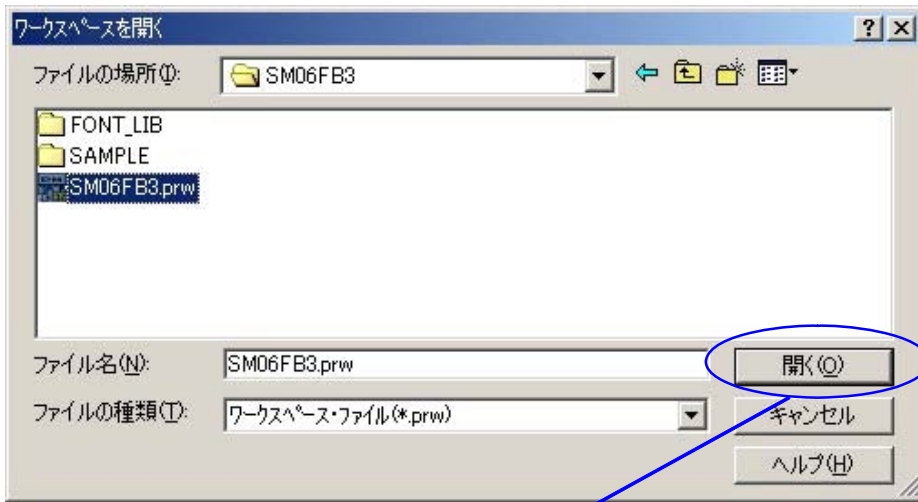 ワークスペースを開く
ファイルの場所(I):
SM06FB3
FONT_LIB
SAMPLE
SM06FB3.prw
ファイル名(N):
SM06FB3.prw
開く(O)
ファイルの種類(T):
ワークスペース・ファイル(*.prw)
キャンセル
ヘルプ(H)